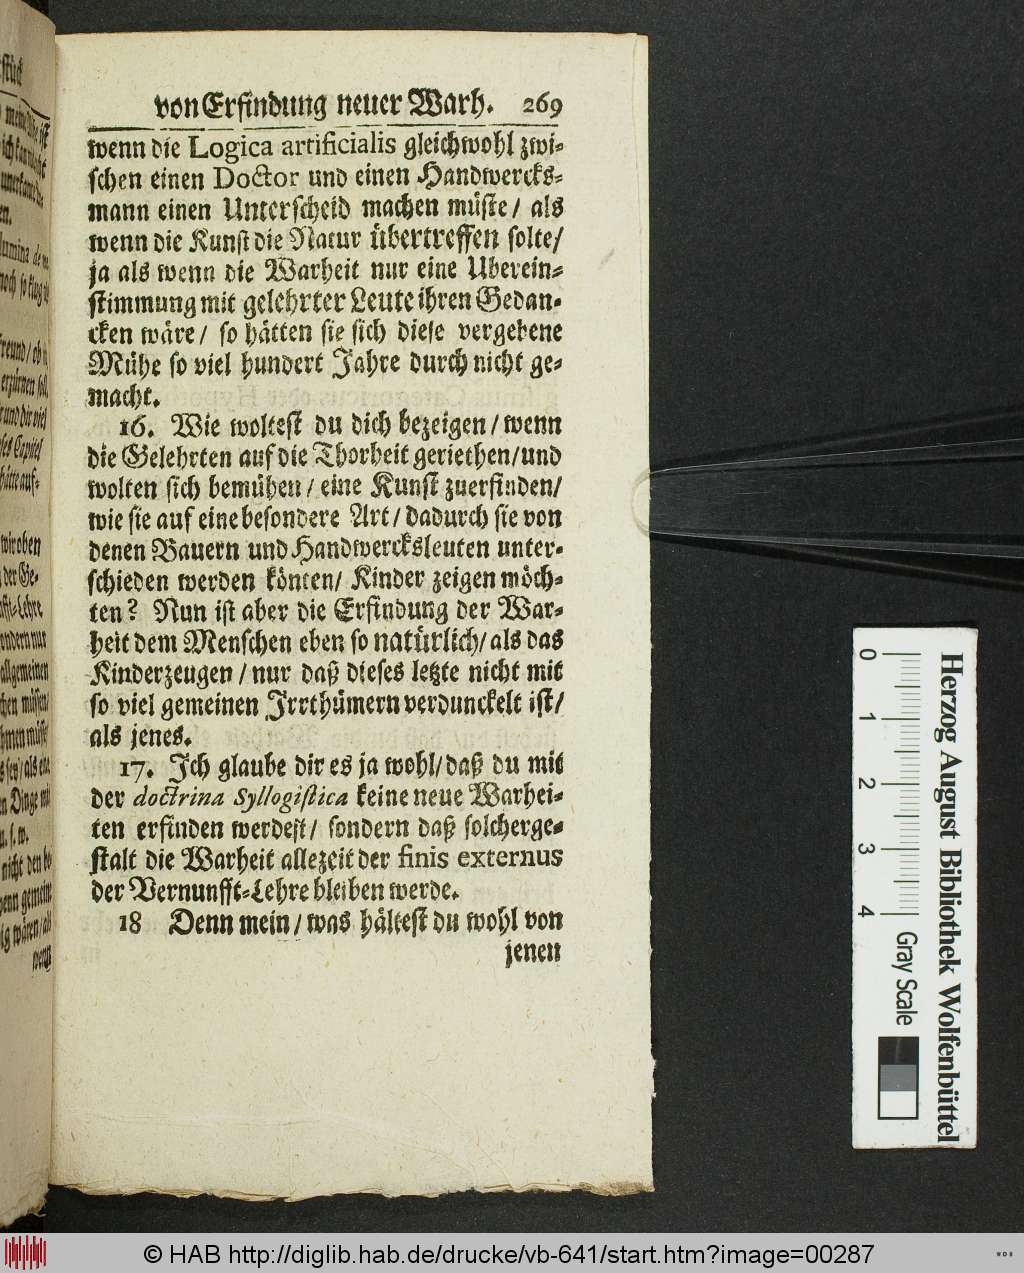 von Erfindung neuer Warh. 269
wenn die Logica artificialis gleichwohl zwi-
schen einen Doctor und einen Handwercks-
mann einen Unterscheid machen müste/ als
wenn die Kunst die Natur übertreffen solte/
ja als wenn die Warheit nur eine Uberein-
stimmung mit gelehrter Leute ihren Gedan-
cken wäre/ so hätten sie sich diese vergebene
Mühe so viel hundert Jahre durch nicht ge-
macht.
16. Wie woltest du dich bezeigen/ wenn
die Gelehrten auf die Thorheit geriethen/ und
wolten sich bemühen/ eine Kunst zuerfinden/
wie sie auf eine besondere Art/ dadurch sie von
denen Bauern und Handwercksleuten unter-
schieden werden könten/ Kinder zeigen möch-
ten? Nun ist aber die Erfindung der War-
heit dem Menschen eben so natürlich/ als das
Kinderzeugen/ nur daß dieses letzte nicht mit
so viel gemeinen Irrthümern verdunckelt ist/
als jenes.
17. Ich glaube dir es ja wohl/ daß du mit
der doctrina Syllogistica keine neue Warhei-
ten erfinden werdest/ sondern daß solcherge-
stalt die Warheit allezeit der finis externus
der Vernunfft-Lehre bleiben werde.
18 Denn mein/ was hältest du wohl von
jenen
Herzog August Bibliothek Wolfenbüttel
0 1 2 3 4 Gray Scale
© HAB http://diglib.hab.de/drucke/vb-641/start.htm?image=00287